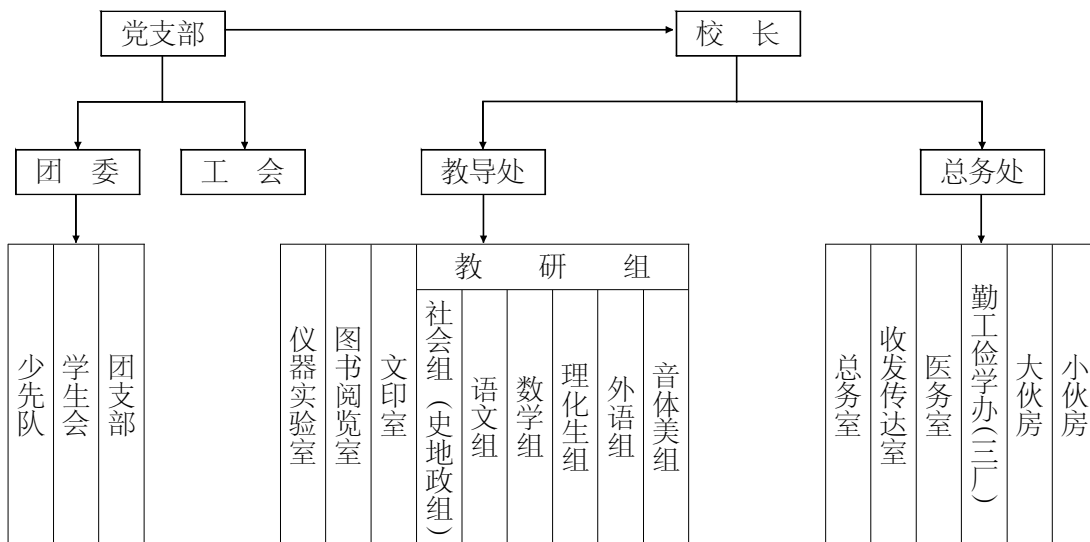 党支部
校　长
团　委
工　会
教导处
总务处
少先队
学生会
团支部
仪器实验室
图书阅览室
文印室
教　研　组
社会组（史地政组）
语文组
数学组
理化生组
外语组
音体美组
总务室
收发传达室
医务室
勤工俭学办(三厂)
大伙房
小伙房